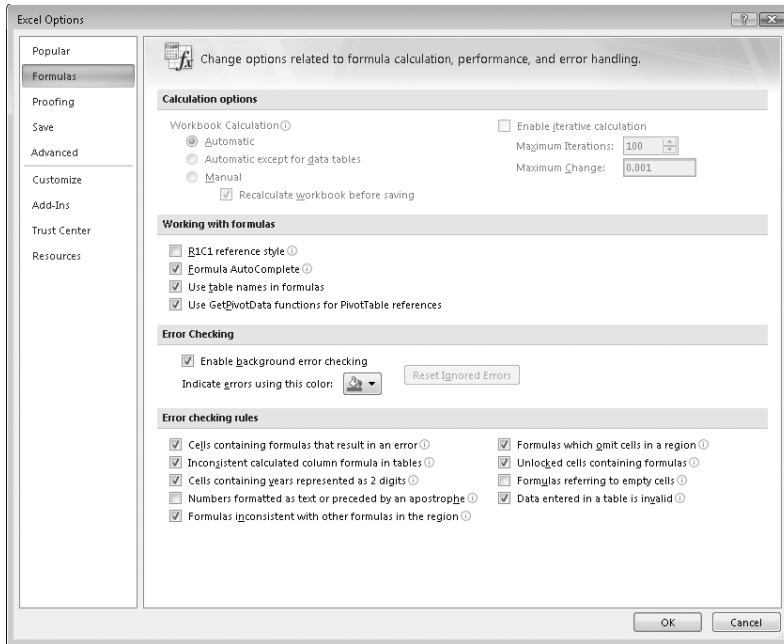 Excel Options
Popular
Formulas
Proofing
Save
Advanced
Customize
Add-Ins
Trust Center
Resources
Change options related to formula calculation, performance, and error handling.
Calculation options
Workbook Calculation
Automatic
Automatic except for data tables
Manual
Recalculate workbook before saving
Enable iterative calculation
Maximum Iterations: 100
Maximum Change: 0.001
Working with formulas
R1C1 reference style
Formula AutoComplete
Use table names in formulas
Use GetPivotData functions for PivotTable references
Error Checking
Enable background error checking
Indicate errors using this color:
Reset Ignored Errors
Error checking rules
Cells containing formulas that result in an error
Inconsistent calculated column formula in tables
Cells containing years represented as 2 digits
Numbers formatted as text or preceded by an apostrophe
Formulas inconsistent with other formulas in the region
Formulas which omit cells in a region
Unlocked cells containing formulas
Formulas referring to empty cells
Data entered in a table is invalid
OK
Cancel